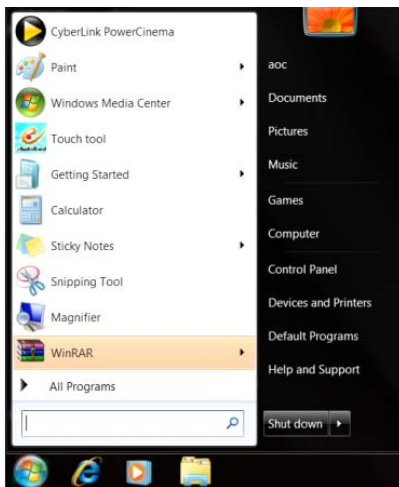 CyberLink PowerCinema
Paint
Windows Media Center
Touch tool
Getting Started
Calculator
Sticky Notes
Snipping Tool
Magnifier
WinRAR
All Programs
aoc
Documents
Pictures
Music
Games
Computer
Control Panel
Devices and Printers
Default Programs
Help and Support
Shut down